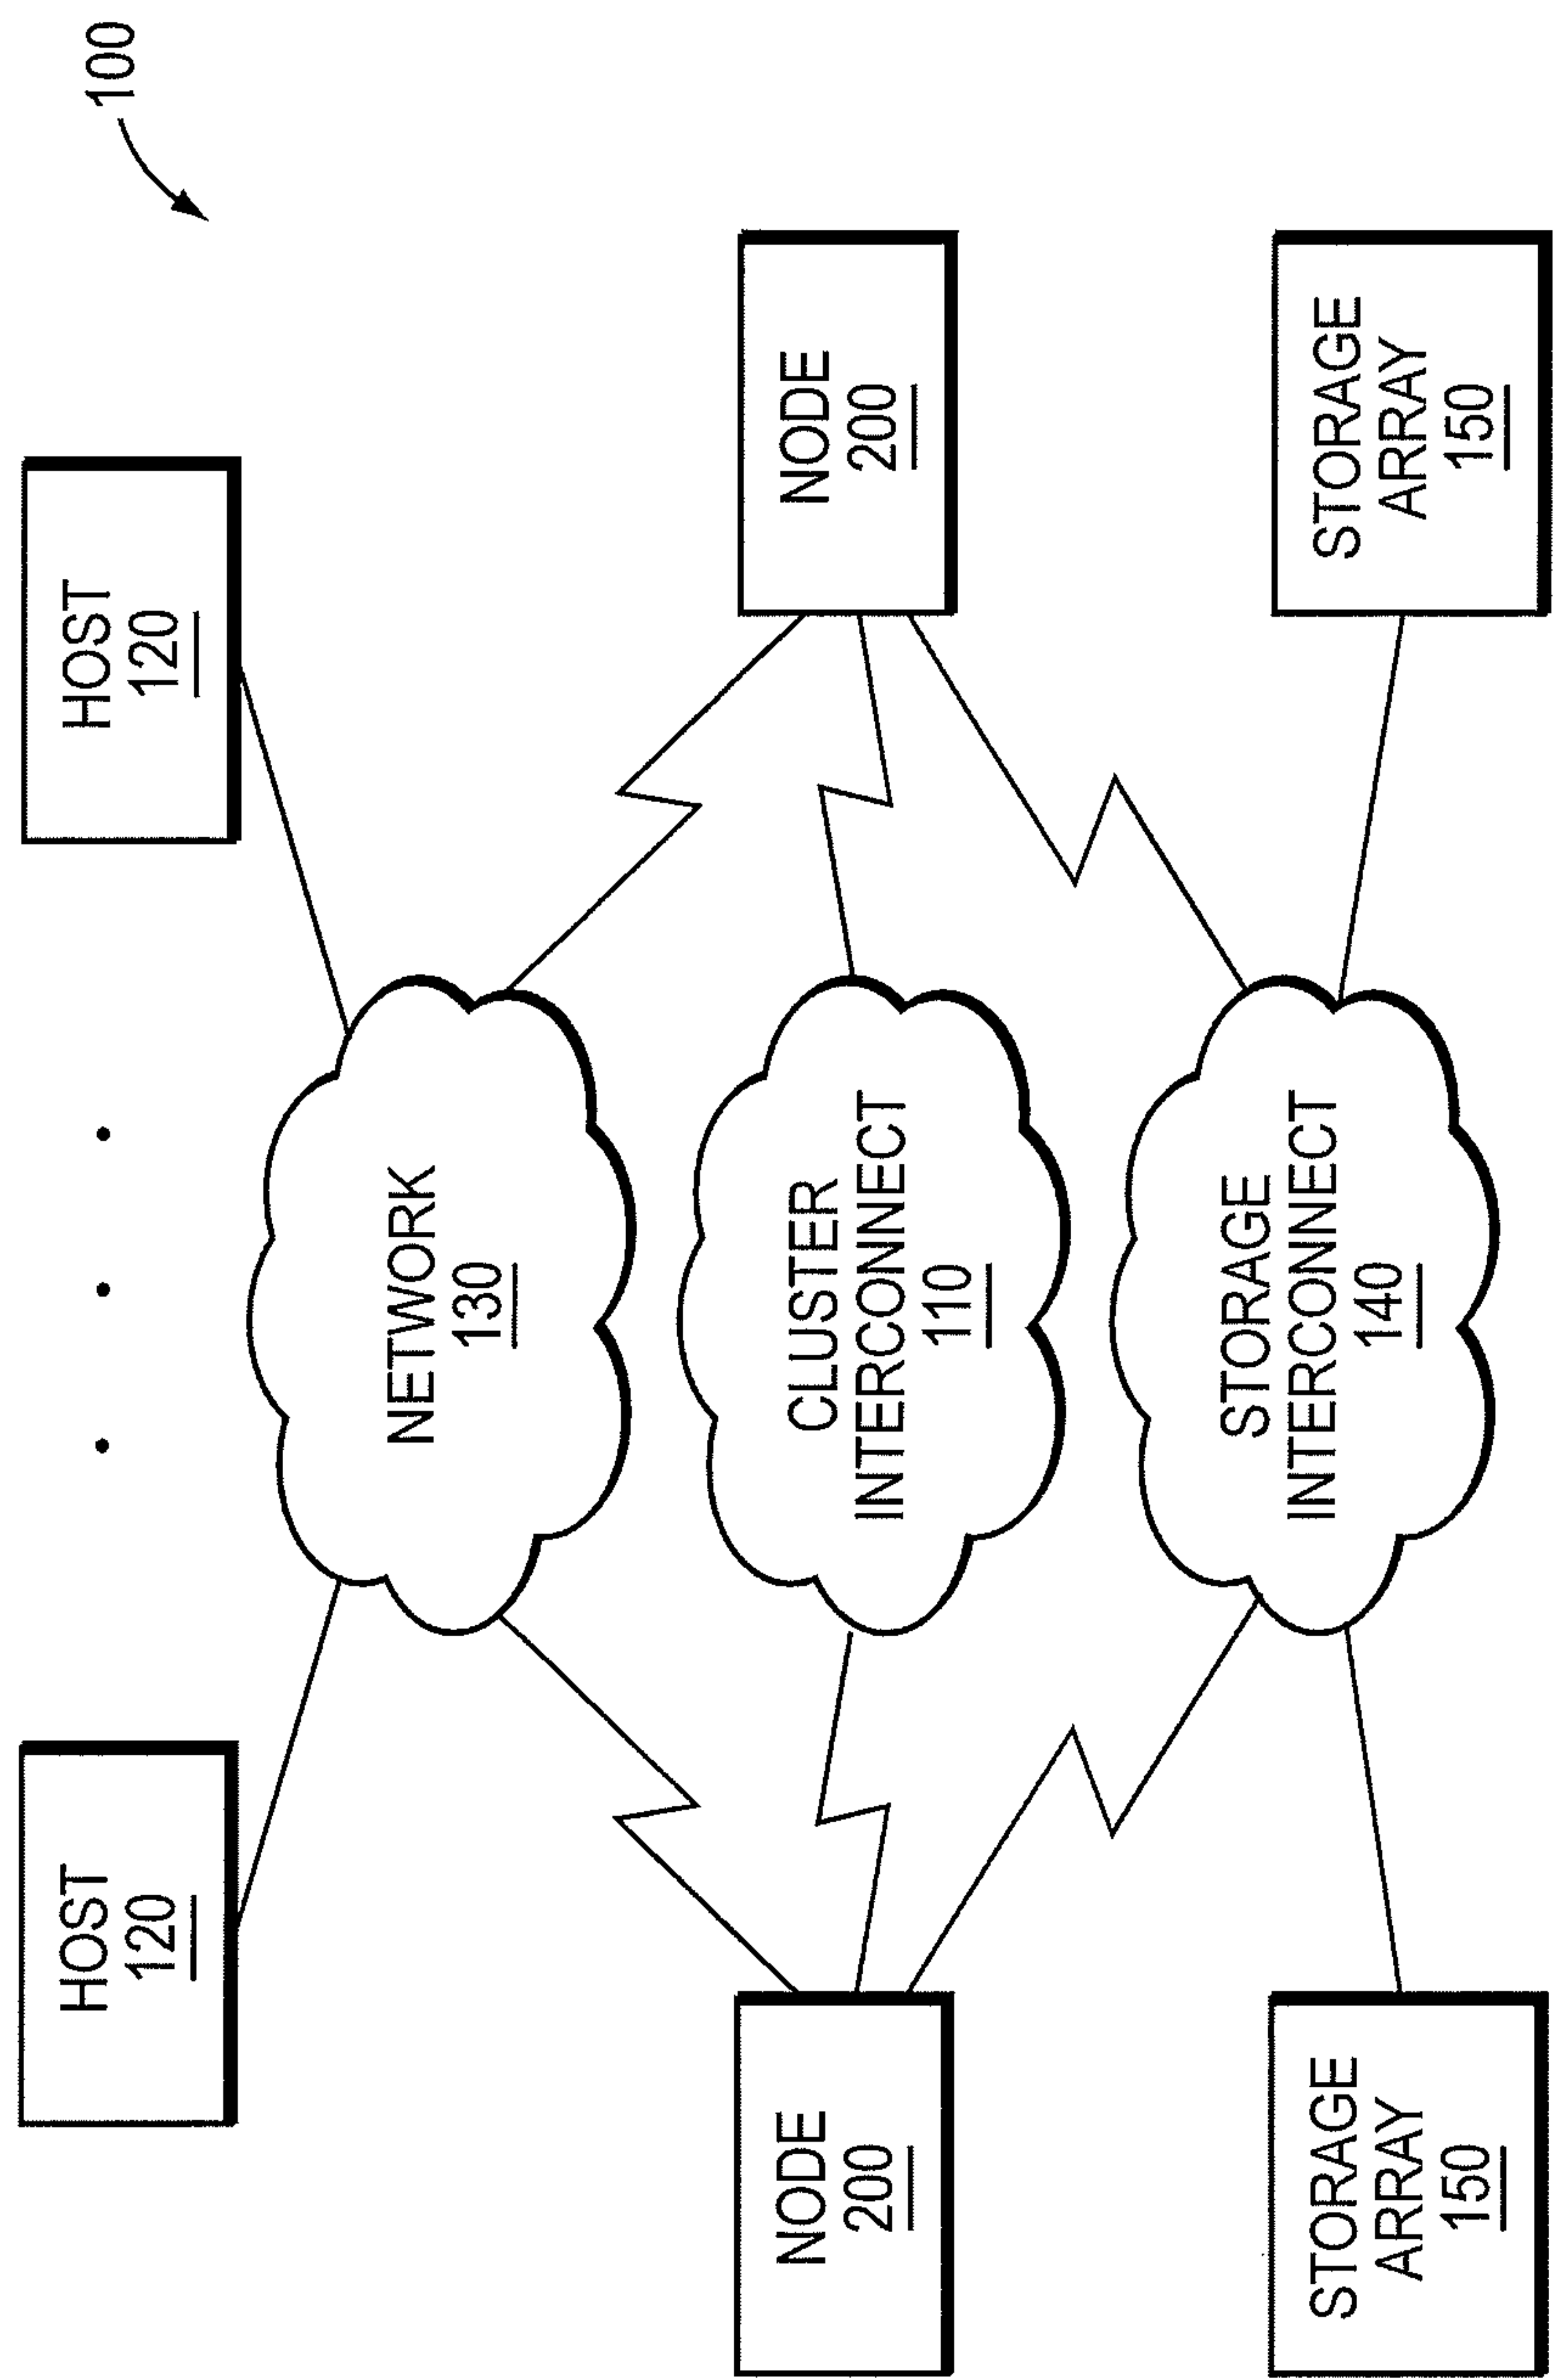 100
HOST
120
HOST
120
NETWORK
130
NODE
200
CLUSTER
INTERCONNECT
110
NODE
200
STORAGE
ARRAY
150
STORAGE
INTERCONNECT
140
STORAGE
ARRAY
150